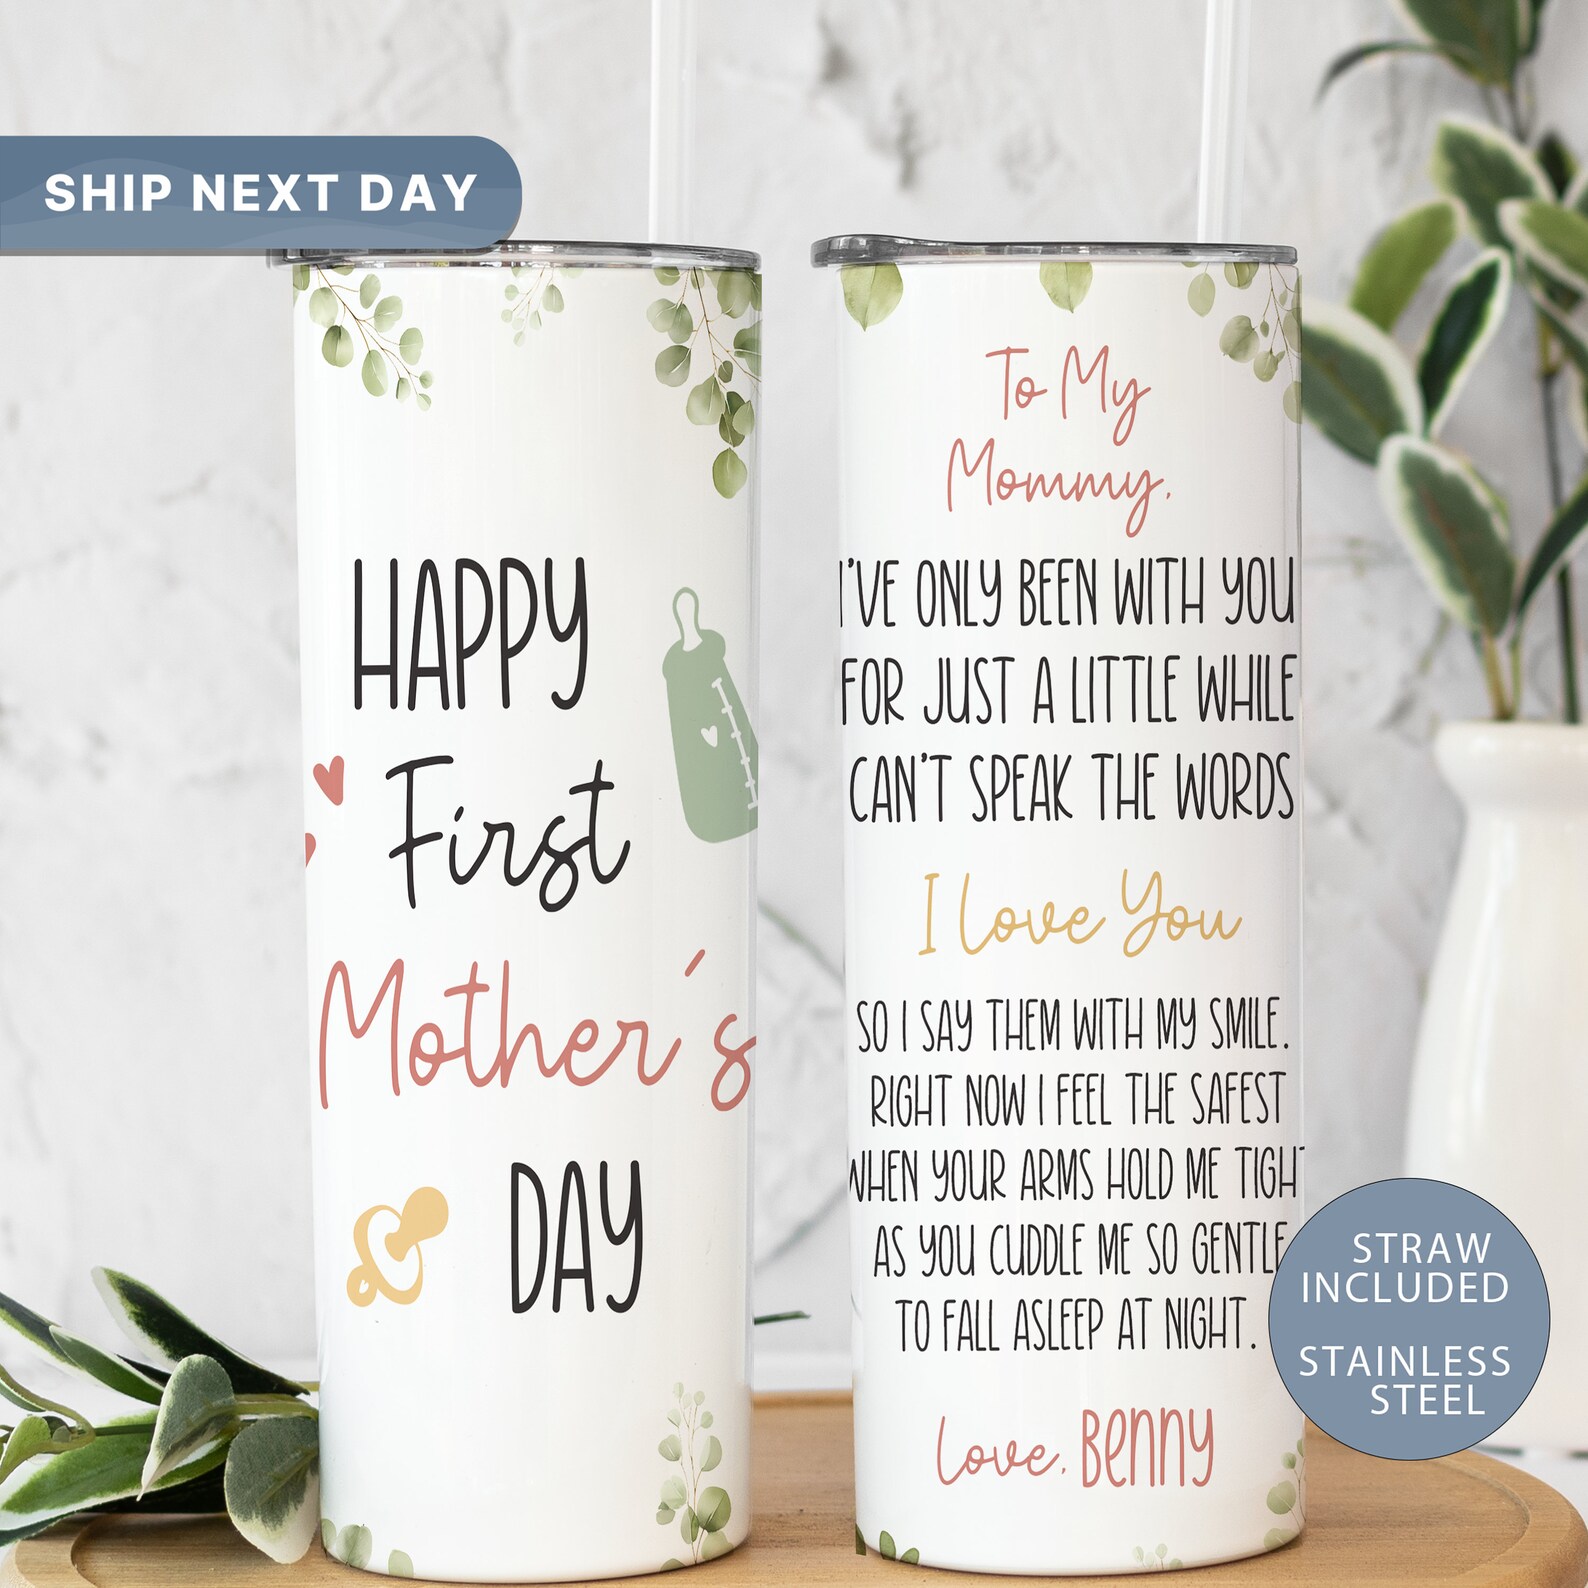 SHIP NEXT DAY
HAPPY
First
Mother's
DAY
To My
Mommy,
I'VE ONLY BEEN WITH YOU
FOR JUST A LITTLE WHILE
CAN'T SPEAK THE WORDS
I Love You
SO I SAY THEM WITH MY SMILE.
RIGHT NOW I FEEL THE SAFEST
WHEN YOUR ARMS HOLD ME TIGHT
AS YOU CUDDLE ME SO GENTLE
TO FALL ASLEEP AT NIGHT.
Love, Benny
STRAW
INCLUDED
STAINLESS
STEEL